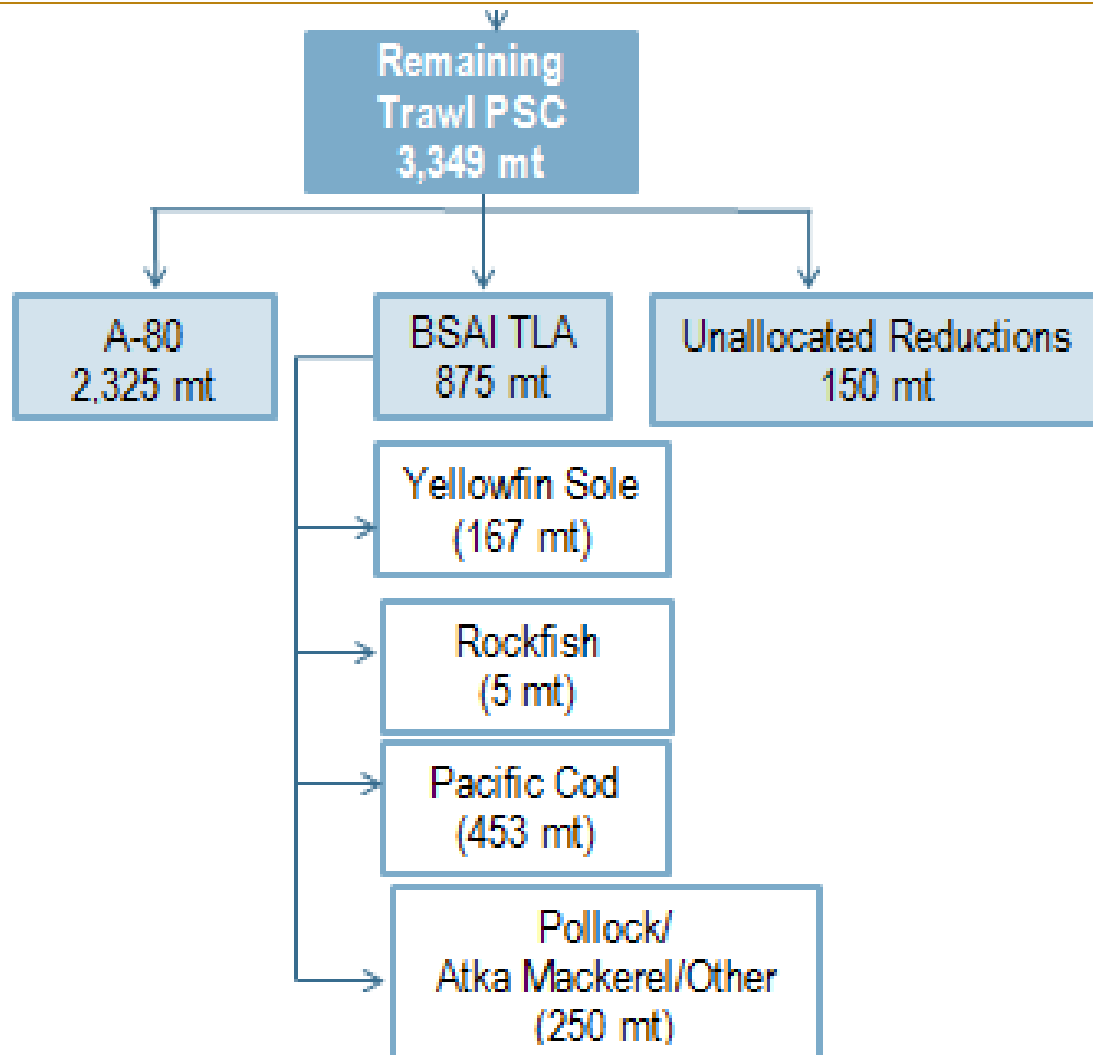 Remaining
Trawl PSC
3,349 mt
A-80
2,325 mt
BSAI TLA
875 mt
Unallocated Reductions
150 mt
Yellowfin Sole
(167 mt)
Rockfish
(5 mt)
Pacific Cod
(453 mt)
Pollock/
Atka Mackerel/Other
(250 mt)